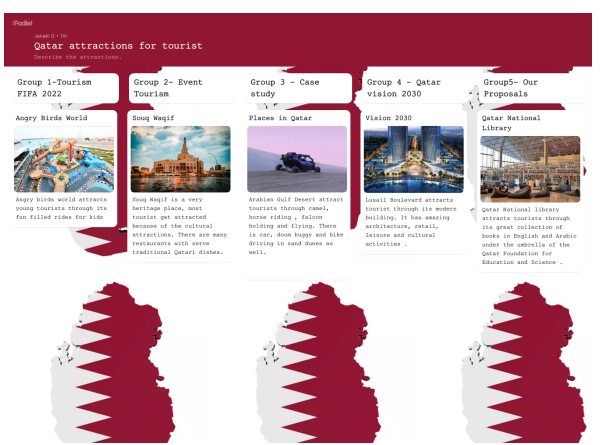 :Padlet
Janaki G • 1m
Qatar attractions for tourist
Describe the attractions.
Group 1-Tourism
FIFA 2022
Angry Birds World
Angry birds world attracts
young tourists through its
fun filled rides for kids
Group 2- Event
Tourism
Souq Waqif
Souq Waqif is a very
heritage place, most
tourist get attracted
because of the cultural
attractions. There are many
restaurants with serve
traditional Qatari dishes.
Group 3 - Case
study
Places in Qatar
Arabian Gulf Desert attract
tourists through camel,
horse riding , falcon
holding and flying. There
is car, doom buggy and bike
driving in sand dunes as
well.
Group 4 - Qatar
vision 2030
Vision 2030
Lusail Boulevard attracts
tourist through its modern
building. It has amazing
architecture, retail,
leisure and cultural
activities .
Group5- Our
Proposals
Qatar National
Library
Qatar National library
attracts tourists through
its great collection of
books in English and Arabic
under the umbrella of the
Qatar Foundation for
Education and Science .